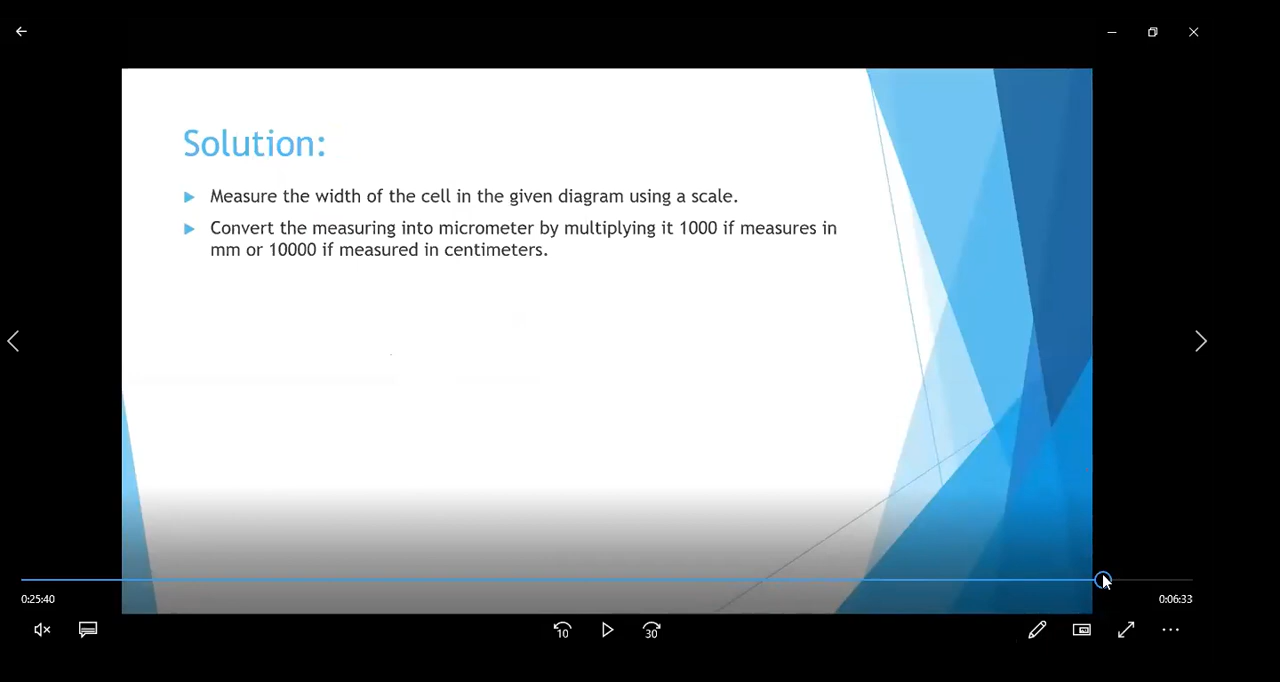 Solution:
Measure the width of the cell in the given diagram using a scale.
Convert the measuring into micrometer by multiplying it 1000 if measures in
mm or 10000 if measured in centimeters.
0:25:40
0:06:33
10
30